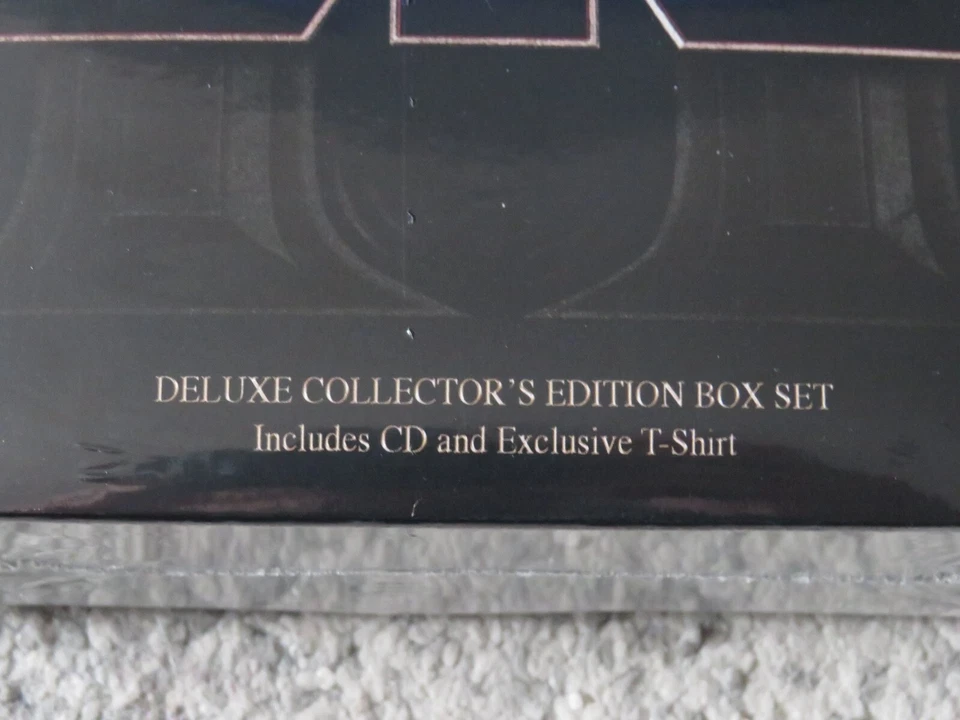 DELUXE COLLECTOR'S EDITION BOX SET
Includes CD and Exclusive T-Shirt